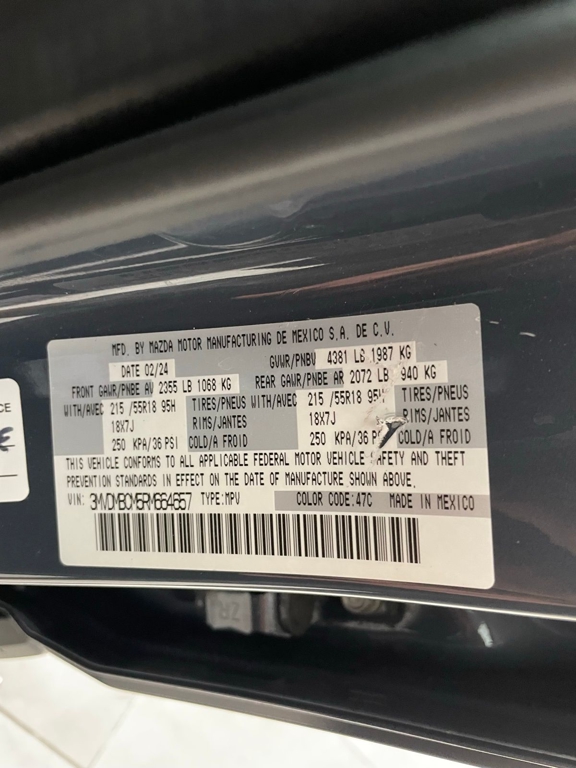 MFD. BY MAZDA MOTOR MANUFACTURING DE MEXICO S.A. DE C.V.
DATE 02/24 GVWR/PNBV 4381 LB 1987 KG
FRONT GAWR/PNBE AV 2355 LB 1068 KG REAR GAWR/PNBE AR 2072 LB 940 KG
WITH/AVEC 215 /55R18 95H TIRES/PNEUS WITH/AVEC 215 /55R18 95H TIRES/PNEUS
18X7J RIMS/JANTES 18X7J RIMS/JANTES
250 KPA/36 PSI COLD/A FROID 250 KPA/36 PSI COLD/A FROID
THIS VEHICLE CONFORMS TO ALL APPLICABLE FEDERAL MOTOR VEHICLE SAFETY AND THEFT
PREVENTION STANDARDS IN EFFECT ON THE DATE OF MANUFACTURE SHOWN ABOVE.
VIN: TYPE:MPV COLOR CODE:47C MADE IN MEXICO
ZR